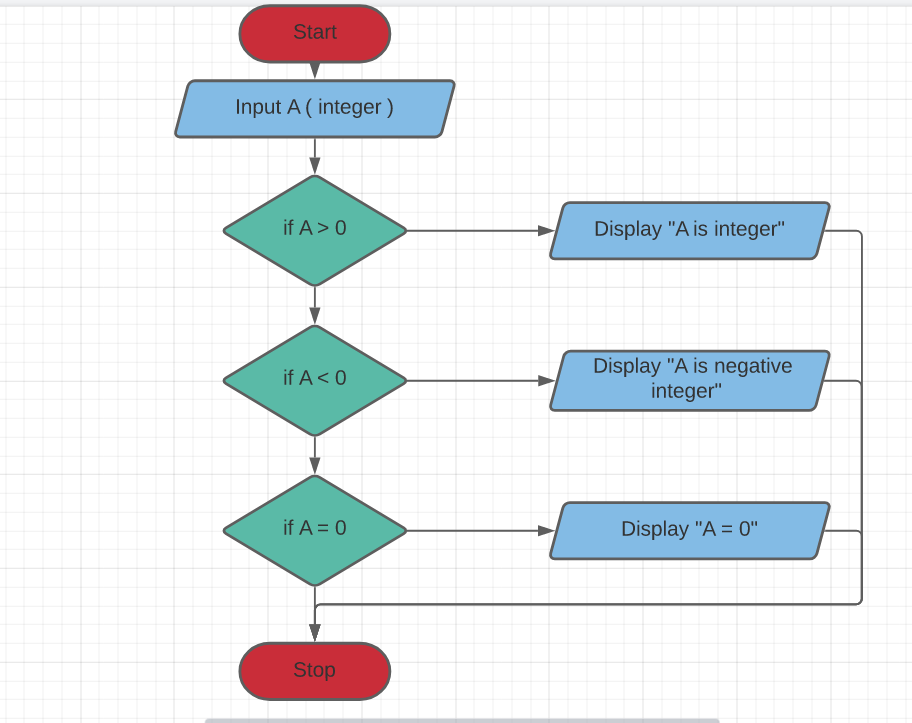 Start
Input A ( integer )
if A > 0
Display "A is integer"
if A < 0
Display "A is negative
integer"
if A = 0
Display "A = 0"
Stop